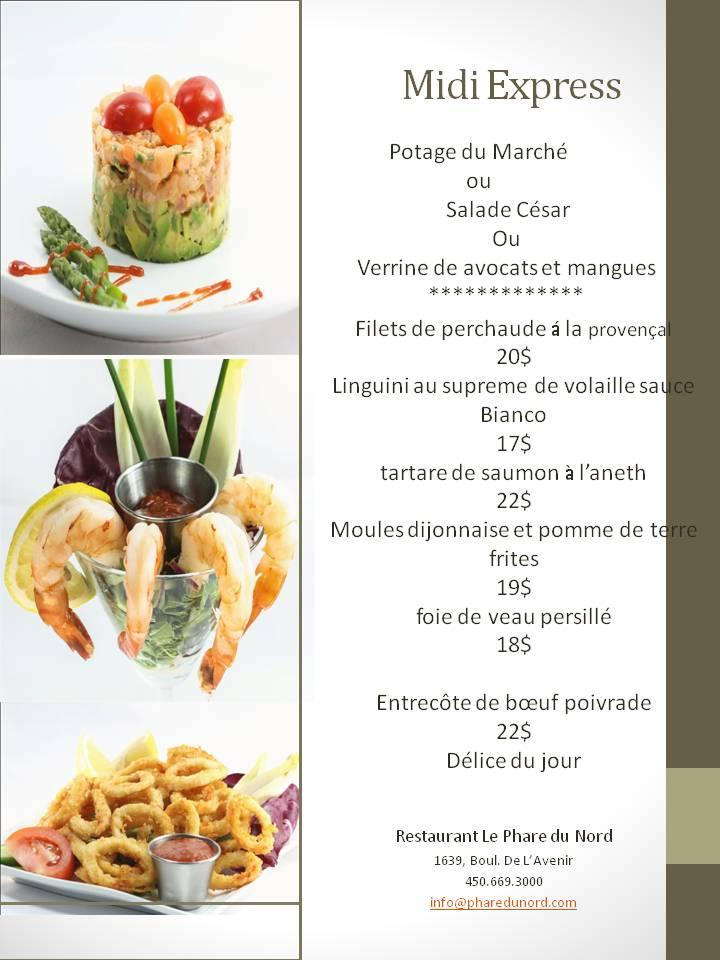 Midi Express
Potage du Marché
ou
Salade César
Ou
Verrine de avocats et mangues
*************
Filets de perchaude á la provençal
20$
Linguini au supreme de volaille sauce
Bianco
17$
tartare de saumon à l’aneth
22$
Moules dijonnaise et pomme de terre
frites
19$
foie de veau persillé
18$
Entrecôte de bœuf poivrade
22$
Délice du jour
Restaurant Le Phare du Nord
1639, Boul. De L’Avenir
450.669.3000
info@pharedunord.com